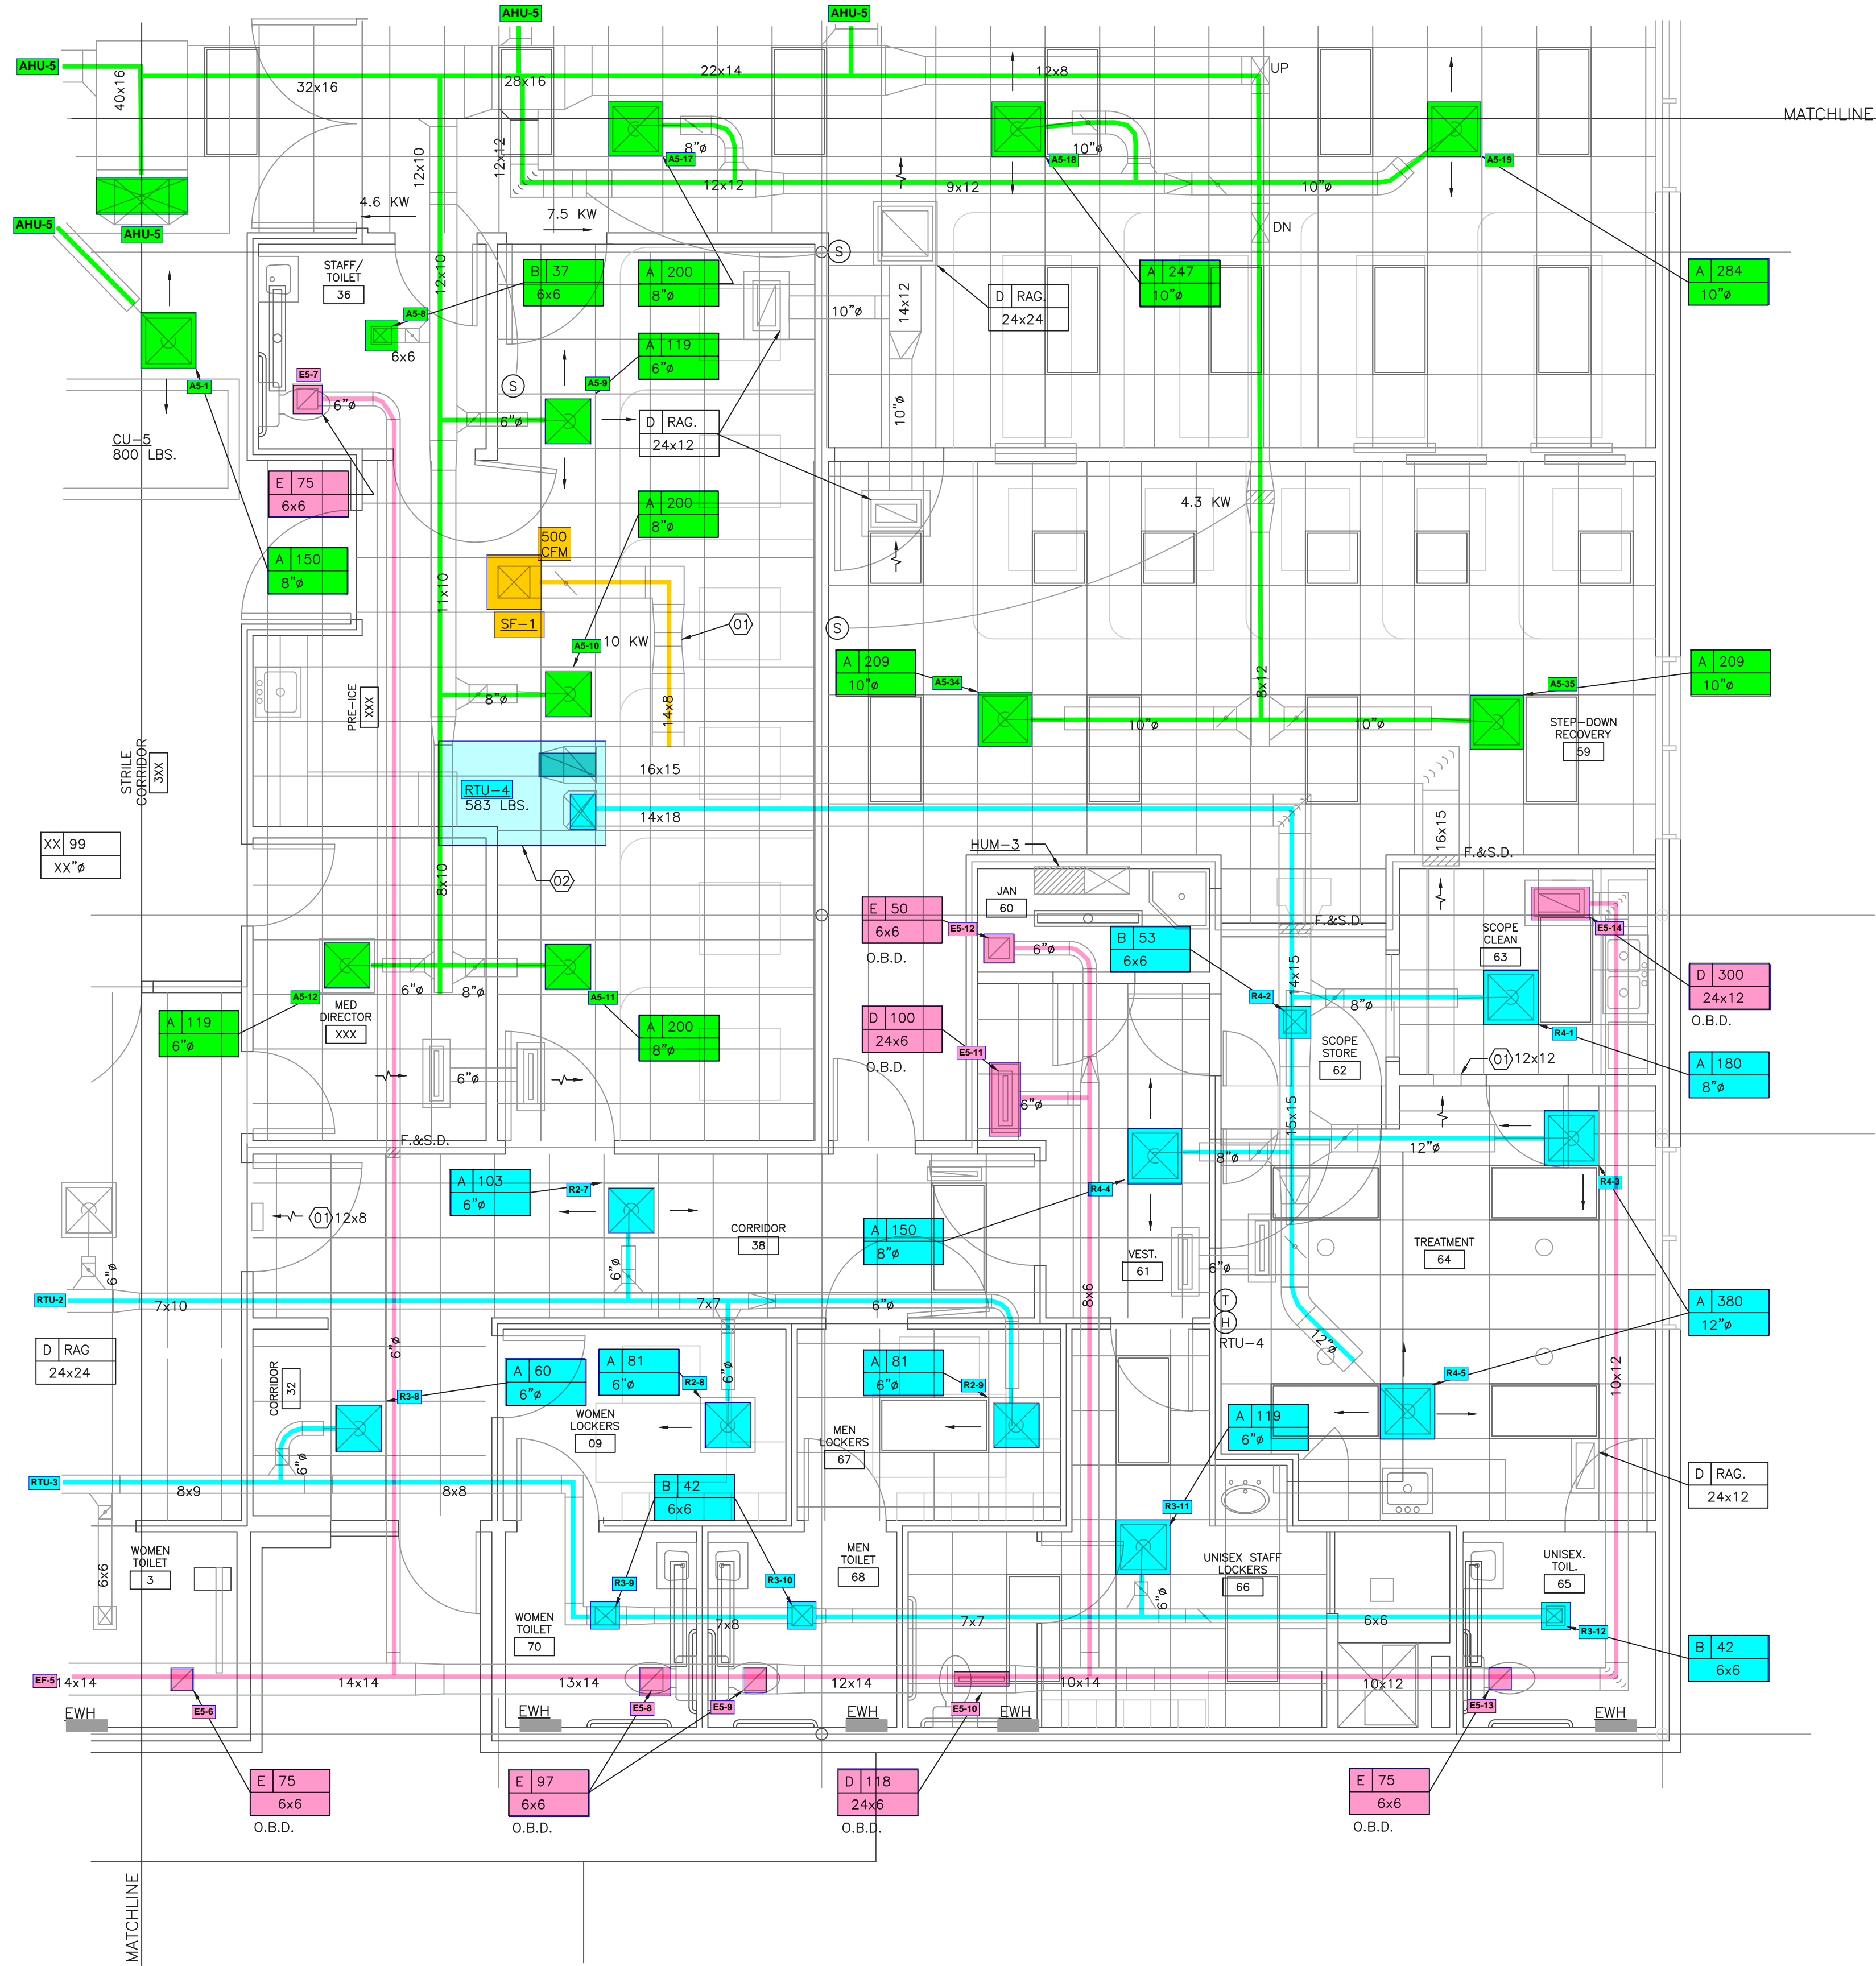 AHU-5
AHU-5
AHU-5
40x16
32x16
28x16
22x14
12x8
UP
MATCHLINE
12x10
12x12
8"ø
A5-17
10"ø
A5-18
A5-19
12x12
9x12
10"ø
4.6 KW
7.5 KW
AHU-5
AHU-5
DN
S
12x10
STAFF/
TOILET
36
B 37
6x6
A 200
8"ø
A 247
10"ø
A 284
10"ø
D RAG.
24x24
14x12
10"ø
A5-8
6x6
A 119
6"ø
A5-1
E5-7
6"ø
S
A5-9
6"ø
D RAG.
24x12
10"ø
CU-5
800 LBS.
E 75
6x6
A 200
8"ø
4.3 KW
500
CFM
A 150
8"ø
11x10
SF-1
01
S
A5-10
10 KW
A 209
10"ø
A5-34
A5-35
A 209
10"ø
PRE-ICE
XXX
8"ø
14x8
8x12
10"ø
10"ø
STEP-DOWN
RECOVERY
59
STRILE
CORRIDOR
3XX
16x15
RTU-4
583 LBS.
14x18
16x15
XX 99
XX"ø
8x10
02
HUM-3
F.&S.D.
JAN
60
E 50
6x6
O.B.D.
E5-12
6"ø
B 53
6x6
F.&S.D.
SCOPE
CLEAN
63
E5-14
D 300
24x12
O.B.D.
14x15
R4-2
8"ø
R4-1
A5-12
6"ø
8"ø
A5-11
MED
DIRECTOR
XXX
A 119
6"ø
A 200
8"ø
D 100
24x6
O.B.D.
E5-11
6"ø
SCOPE
STORE
62
01
12x12
A 180
8"ø
6"ø
15x15
F.&S.D.
8"ø
12"ø
A 103
6"ø
R2-7
R4-4
R4-3
01
12x8
CORRIDOR
38
A 150
8"ø
VEST.
61
6"ø
TREATMENT
64
6"ø
6"ø
RTU-2
7x10
7x7
6"ø
8x6
T
H
RTU-4
A 380
12"ø
12"ø
D RAG
24x24
6"ø
CORRIDOR
32
R3-8
A 60
6"ø
A 81
6"ø
R2-8
6"ø
A 81
6"ø
R2-9
R4-5
10x12
WOMEN
LOCKERS
09
MEN
LOCKERS
67
A 119
6"ø
6"ø
RTU-3
8x9
8x8
B 42
6x6
R3-11
D RAG.
24x12
WOMEN
TOILET
3
6x6
MEN
TOILET
68
UNISEX STAFF
LOCKERS
66
UNISEX.
TOIL.
65
R3-9
R3-10
6"ø
WOMEN
TOILET
70
7x8
7x7
6x6
R3-12
B 42
6x6
EF-5
14x14
14x14
13x14
12x14
10x14
10x12
E5-6
E5-8
E5-9
E5-10
E5-13
EWH
EWH
EWH
EWH
EWH
E 75
6x6
O.B.D.
E 97
6x6
O.B.D.
D 118
24x6
O.B.D.
E 75
6x6
O.B.D.
MATCHLINE